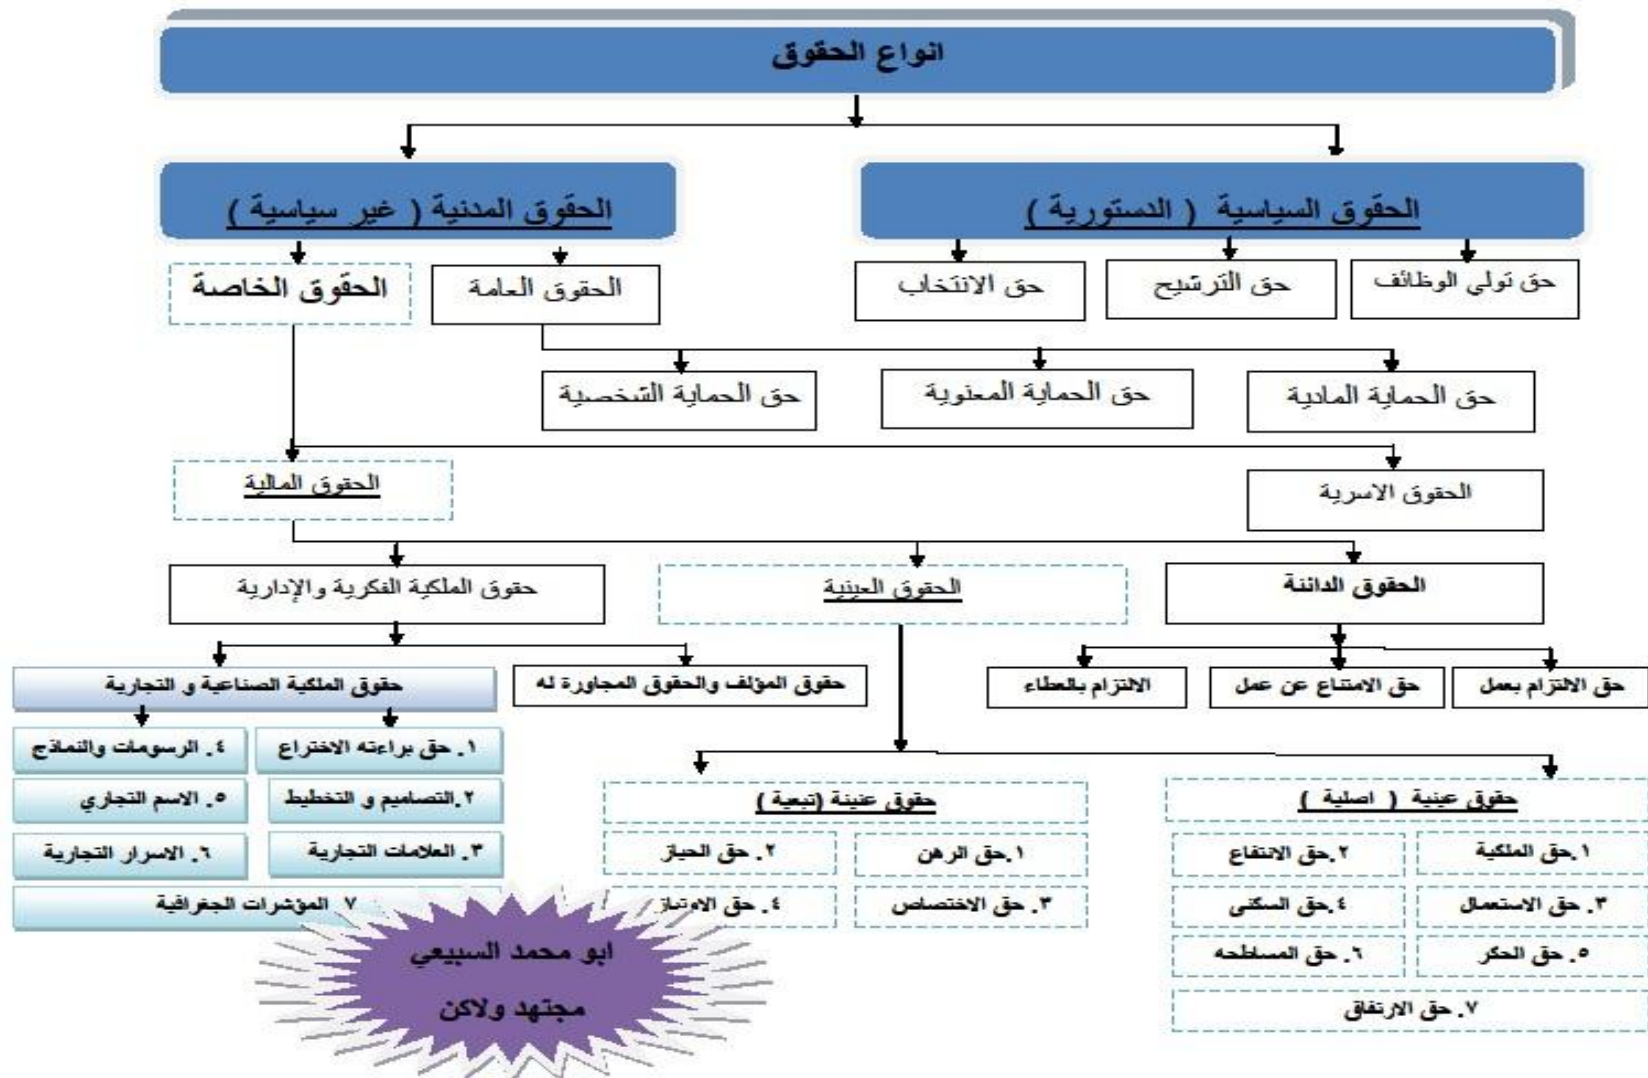 انواع الحقوق
الحقوق السياسية ( الدستورية )
الحقوق المدنية ( غير سياسية )
حق تولي الوظائف
حق الترشيح
حق الانتخاب
الحقوق العامة
الحقوق الخاصة
حق الحماية المادية
حق الحماية المعنوية
حق الحماية الشخصية
الحقوق الاسرية
الحقوق المالية
الحقوق الدائنة
الحقوق العينية
حقوق الملكية الفكرية والإدارية
حق الالتزام بعمل
حق الامتناع عن عمل
الالتزام بالعطاء
حقوق المؤلف والحقوق المجاورة له
حقوق الملكية الصناعية و التجارية
١. حق براءته الاختراع
٤. الرسومات والنماذج
٢.التصاميم و التخطيط
٥. الاسم التجاري
٣. العلامات التجارية
٦. الاسرار التجارية
٧. المؤشرات الجغرافية
حقوق عينية ( اصلية )
١.حق الملكية
٢.حق الانتفاع
٣. حق الاستعمال
٤.حق السكنى
٥. حق الحكر
٦. حق المساطحه
٧. حق الارتفاق
حقوق عنينة (تبعية )
١.حق الرهن
٢. حق الحياز
٣. حق الاختصاص
٤. حق الامتياز
ابو محمد السبيعي
مجتهد ولاكن